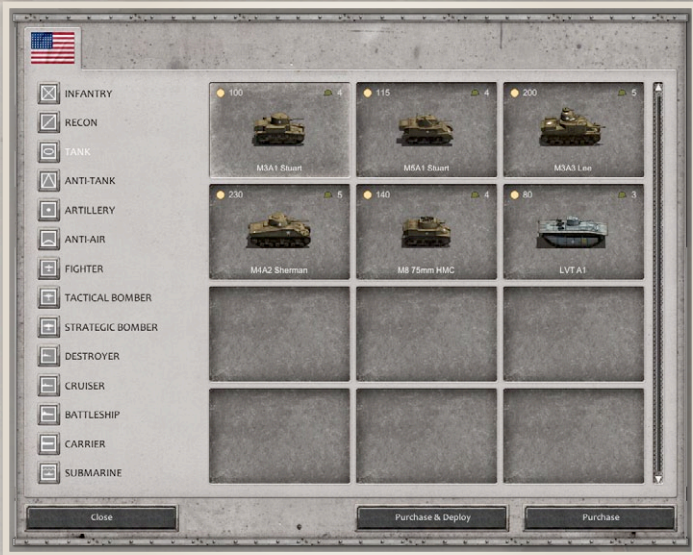 INFANTRY
RECON
TANK
ANTI-TANK
ARTILLERY
ANTI-AIR
FIGHTER
TACTICAL BOMBER
STRATEGIC BOMBER
DESTROYER
CRUISER
BATTLESHIP
CARRIER
SUBMARINE
100 4
M3A1 Stuart
115 4
M5A1 Stuart
200 5
M3A3 Lee
230 5
M4A2 Sherman
140 4
M8 75mm HMC
80 3
LVT A1
Close
Purchase & Deploy
Purchase